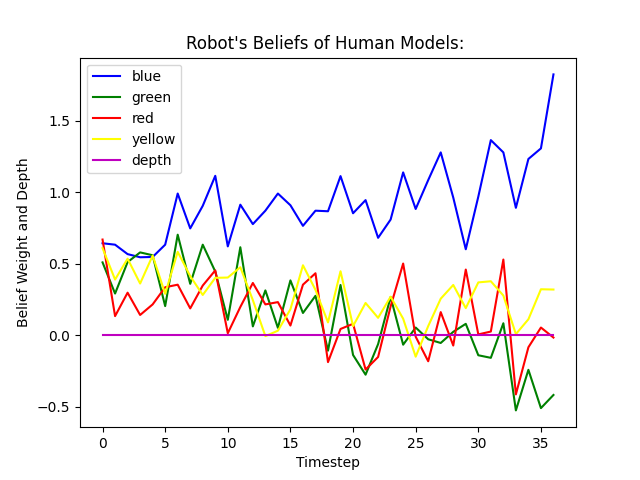 Robot's Beliefs of Human Models:
blue
green
red
yellow
depth
Belief Weight and Depth
1.5
1.0
0.5
0.0
−0.5
0 5 10 15 20 25 30 35
Timestep